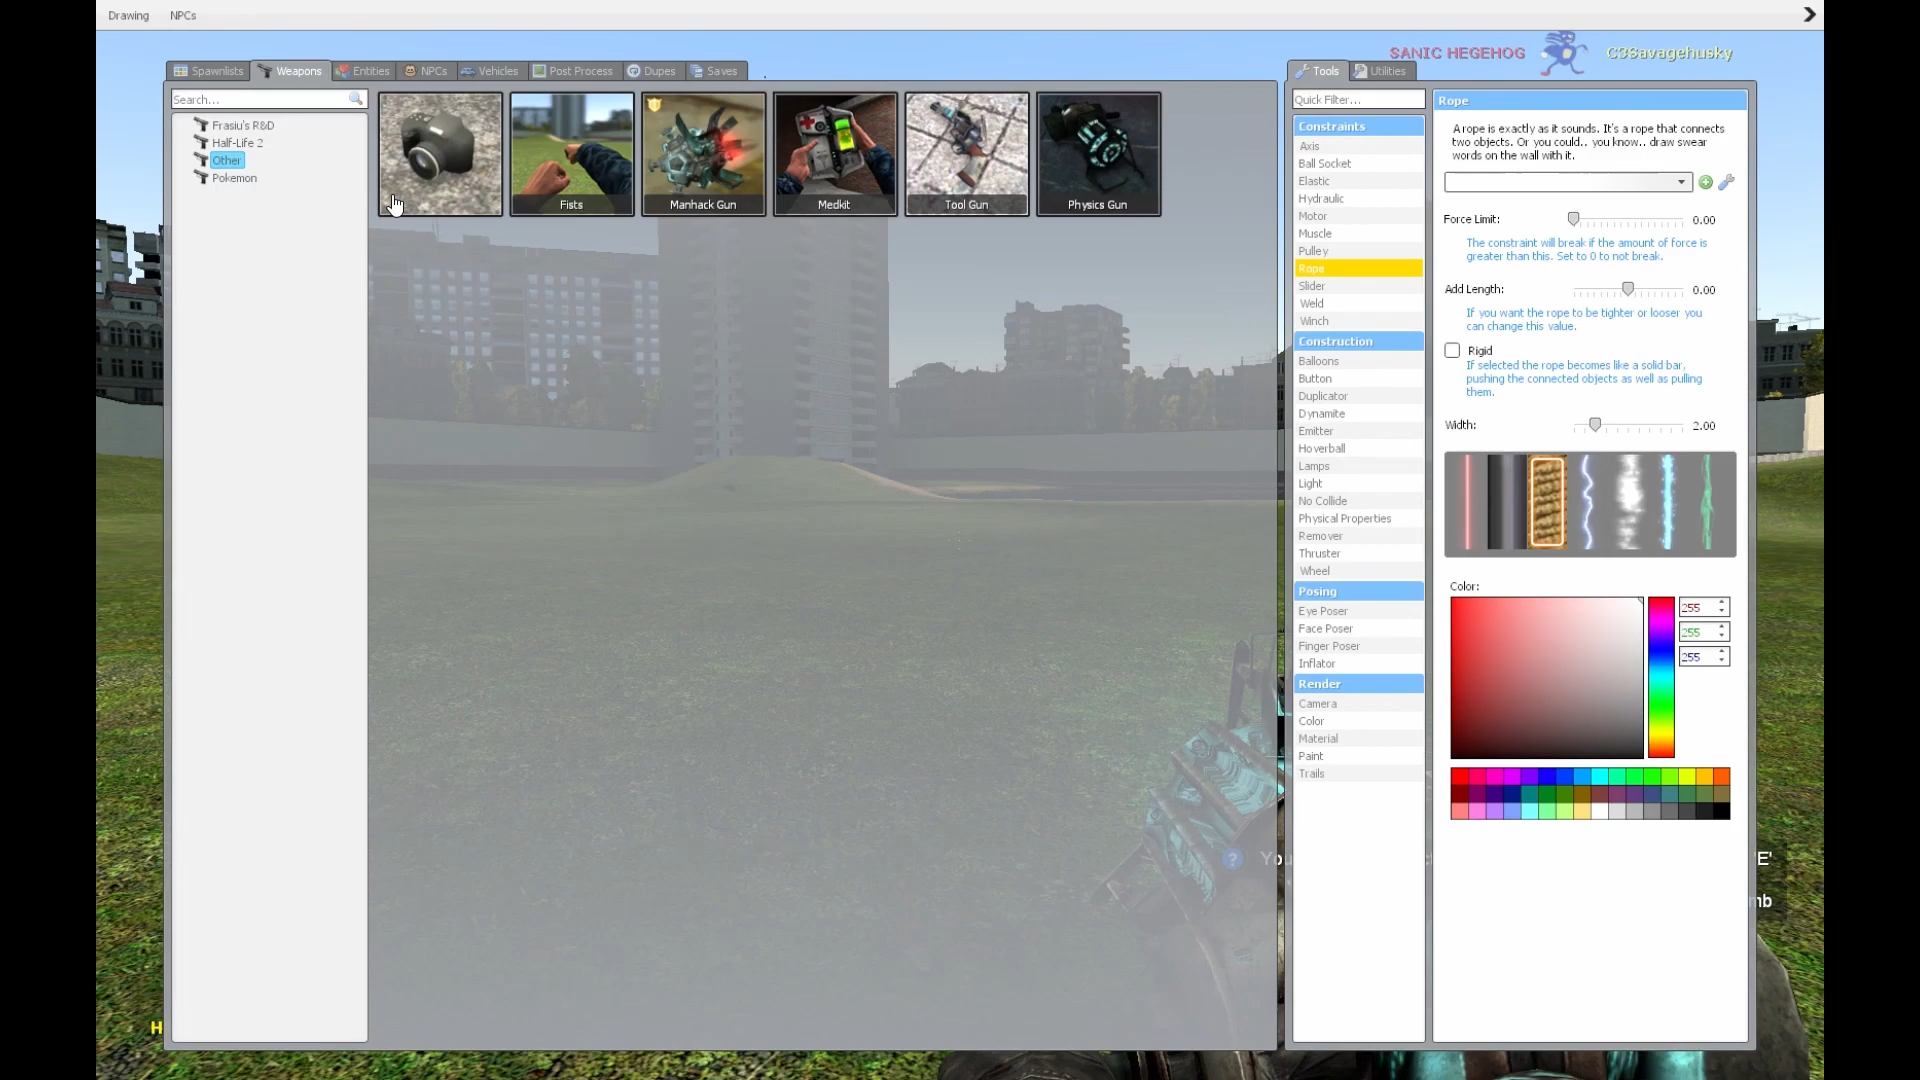 Drawing NPCs
SANIC HEGEHOG C3Savagehusky
Spawnlists Weapons Entities NPCs Vehicles Post Process Dupes Saves
Search...
Frasiu's R&D
Half-Life 2
Other
Pokemon
Fists Manhack Gun Medkit Tool Gun Physics Gun
Tools Utilities
Quick Filter...
Constraints
Axis
Ball Socket
Elastic
Hydraulic
Motor
Muscle
Pulley
Rope
Slider
Weld
Winch
Construction
Balloons
Button
Duplicator
Dynamite
Emitter
Hoverball
Lamps
Light
No Collide
Physical Properties
Remover
Thruster
Wheel
Posing
Eye Poser
Face Poser
Finger Poser
Inflator
Render
Camera
Color
Material
Paint
Trails
Rope
A rope is exactly as it sounds. It's a rope that connects
two objects. Or you could.. you know.. draw swear
words on the wall with it.
Force Limit: 0.00
The constraint will break if the amount of force is
greater than this. Set to 0 to not break.
Add Length: 0.00
If you want the rope to be tighter or looser you
can change this value.
Rigid
If selected the rope becomes like a solid bar,
pushing the connected objects as well as pulling
them.
Width: 2.00
Color:
255
255
255
You 'E'
mb
H